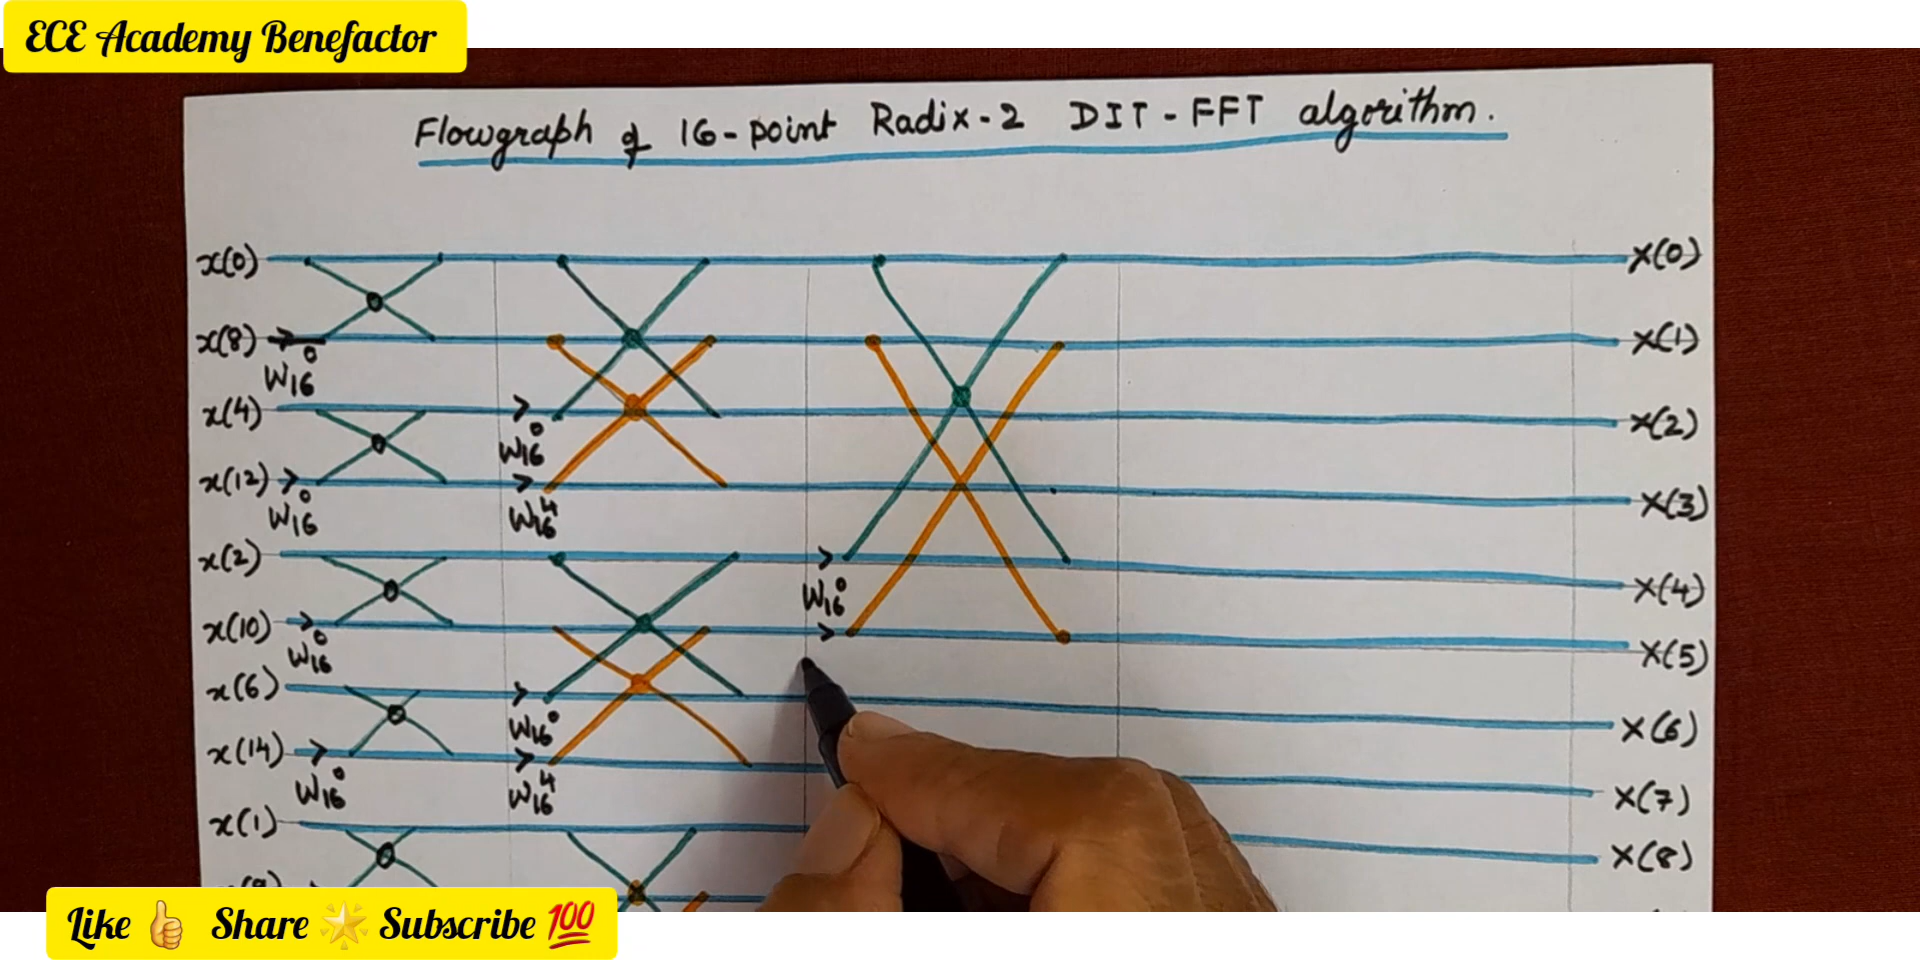 ECE Academy Benefactor
Flowgraph of 16-point Radix-2 DIT-FFT algorithm.
x(0) X(0)
x(8) X(1)
W16^0
x(4) X(2)
W16^0
x(12) X(3)
W16^0 W16^4
x(2) X(4)
W16^0
x(10) X(5)
W16^0
x(6) X(6)
W16^0
x(14) X(7)
W16^0 W16^4
x(1) X(8)
Like 👍 Share 🌟 Subscribe 💯